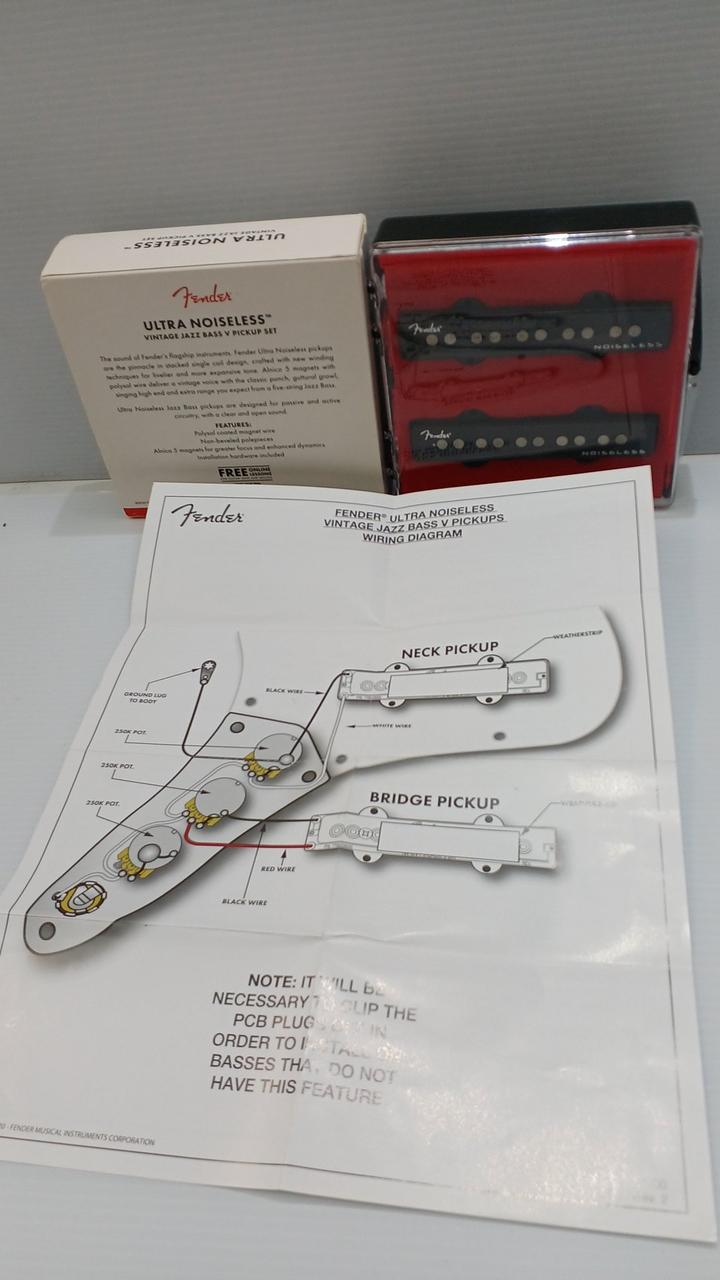 ULTRA NOISELESS™
VINTAGE JAZZ BASS V PICKUP SET
Fender
ULTRA NOISELESS™
VINTAGE JAZZ BASS V PICKUP SET
The sound of Fender's flagship instruments, Fender Ultra Noiseless pickups
are the pinnacle in stacked single coil design, crafted with new winding
techniques for livelier and more expansive tone. Alnico 5 magnets with
polysol wire deliver a vintage voice with the classic punch, guttural growl,
singing high end and extra range you expect from a five-string Jazz Bass.
Ultra Noiseless Jazz Bass pickups are designed for passive and active
circuitry, with a clear and open sound.
FEATURES:
Polysol coated magnet wire
Non-beveled polepieces
Alnico 5 magnets for greater focus and enhanced dynamics
Installation hardware included
FREE ONLINE LESSONS
Fender
NOISELESS
Fender
NOISELESS
Fender
FENDER® ULTRA NOISELESS
VINTAGE JAZZ BASS V PICKUPS
WIRING DIAGRAM
NECK PICKUP
WEATHERSTRIP
GROUND LUG
TO BODY
BLACK WIRE
WHITE WIRE
250K POT.
250K POT.
250K POT.
BRIDGE PICKUP
RED WIRE
BLACK WIRE
NOTE: IT WILL BE
NECESSARY TO CLIP THE
PCB PLUGS IN
ORDER TO INSTALL
BASSES THAT DO NOT
HAVE THIS FEATURE
- FENDER MUSICAL INSTRUMENTS CORPORATION